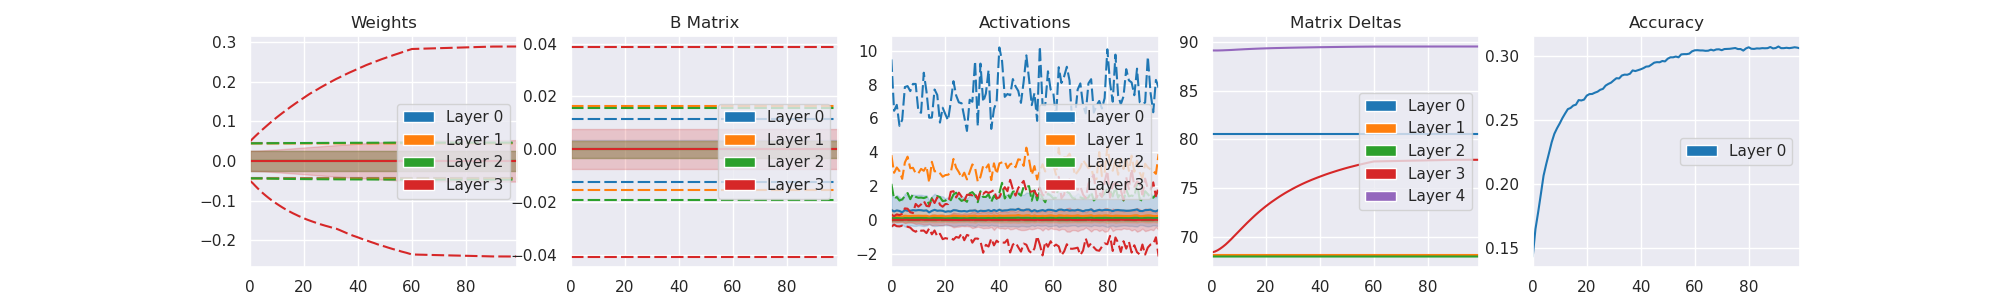 Weights
0.3
0.2
0.1
0.0
−0.1
−0.2
0 20 40 60 80
Layer 0
Layer 1
Layer 2
Layer 3
B Matrix
0.04
0.02
0.00
−0.02
−0.04
0 20 40 60 80
Layer 0
Layer 1
Layer 2
Layer 3
Activations
10
8
6
4
2
0
−2
0 20 40 60 80
Layer 0
Layer 1
Layer 2
Layer 3
Matrix Deltas
90
85
80
75
70
0 20 40 60 80
Layer 0
Layer 1
Layer 2
Layer 3
Layer 4
Accuracy
0.30
0.25
0.20
0.15
0 20 40 60 80
Layer 0